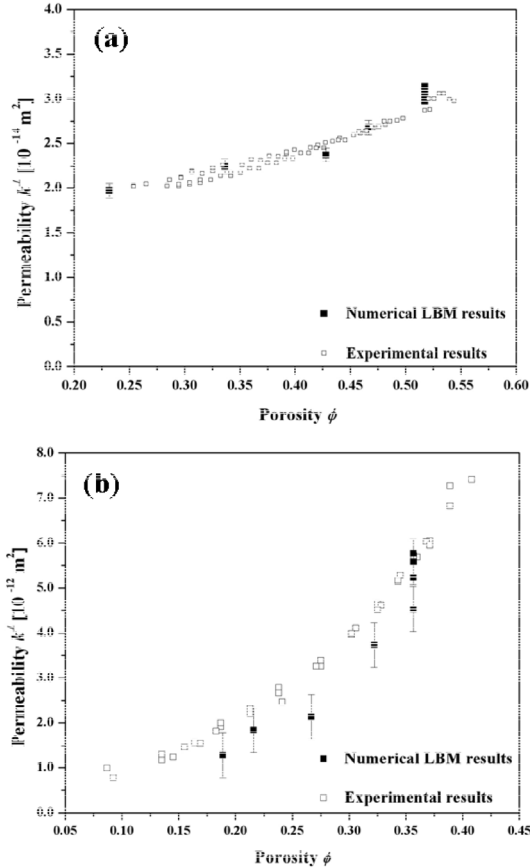 (a)
Permeability k [10 -14 m2]
4.0
3.5
3.0
2.5
2.0
1.5
1.0
0.5
0.0
Numerical LBM results
Experimental results
0.20 0.25 0.30 0.35 0.40 0.45 0.50 0.55 0.60
Porosity ϕ
(b)
Permeability k [10 -12 m2]
8.0
7.0
6.0
5.0
4.0
3.0
2.0
1.0
0.0
Numerical LBM results
Experimental results
0.05 0.10 0.15 0.20 0.25 0.30 0.35 0.40 0.45
Porosity ϕ